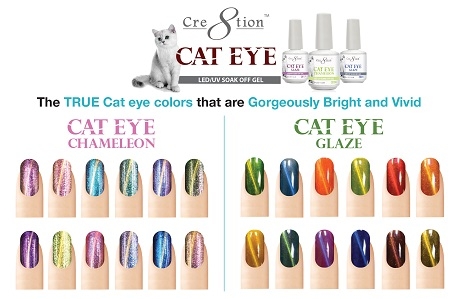 Cre8tion™
CAT EYE
LED/UV SOAK OFF GEL
The TRUE Cat eye colors that are Gorgeously Bright and Vivid
CAT EYE
CHAMELEON
CAT EYE
GLAZE